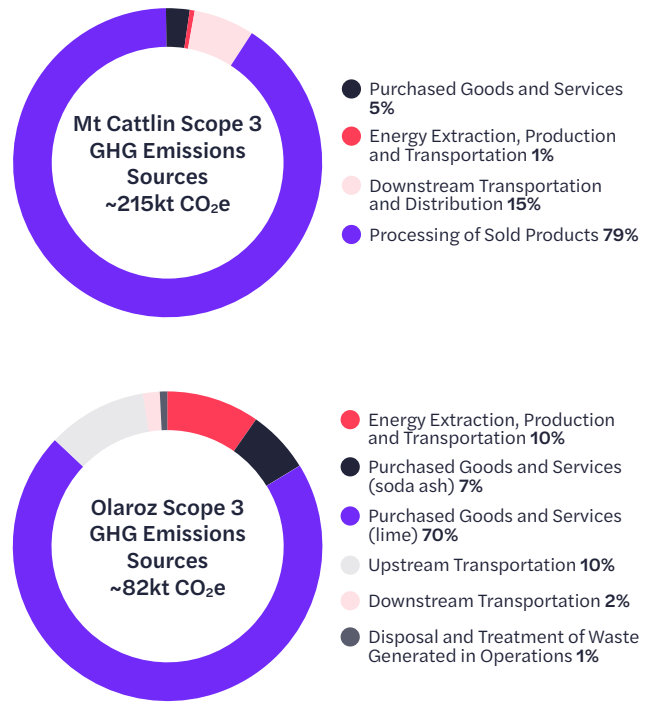 Mt Cattlin Scope 3
GHG Emissions
Sources
~215kt CO₂e
Purchased Goods and Services
5%
Energy Extraction, Production
and Transportation 1%
Downstream Transportation
and Distribution 15%
Processing of Sold Products 79%
Olaroz Scope 3
GHG Emissions
Sources
~82kt CO₂e
Energy Extraction, Production
and Transportation 10%
Purchased Goods and Services
(soda ash) 7%
Purchased Goods and Services
(lime) 70%
Upstream Transportation 10%
Downstream Transportation 2%
Disposal and Treatment of Waste
Generated in Operations 1%